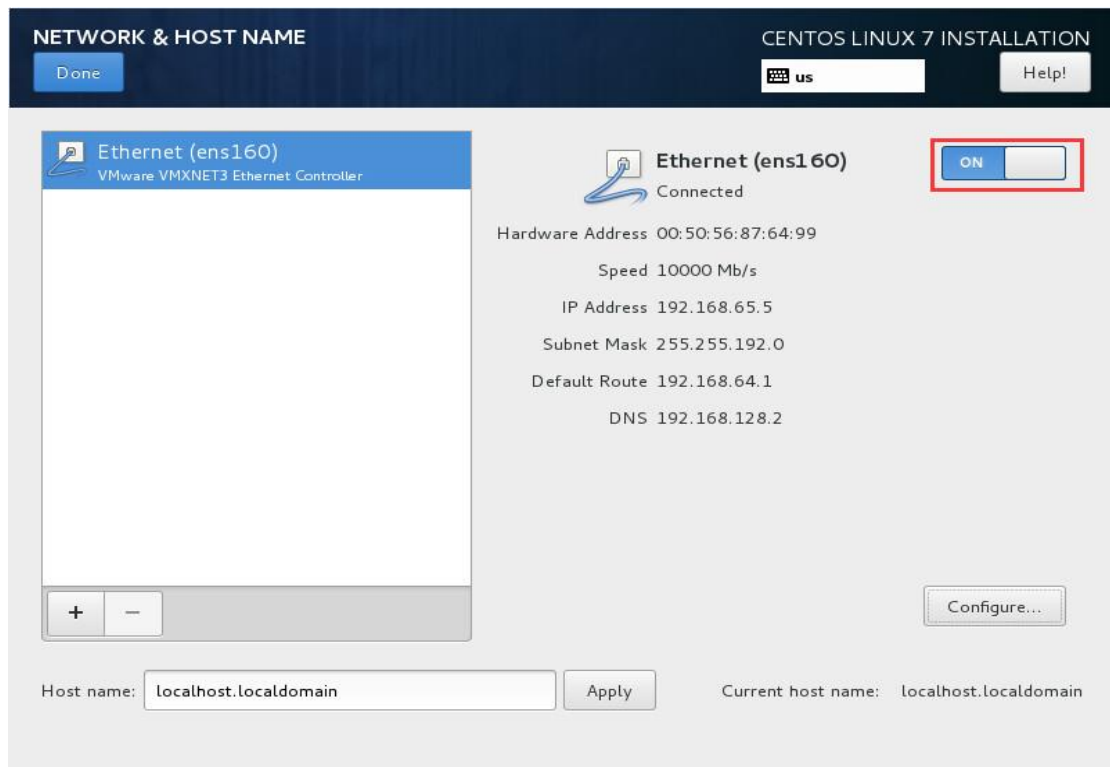 NETWORK & HOST NAME
CENTOS LINUX 7 INSTALLATION
Done
us
Help!
Ethernet (ens160)
VMware VMXNET3 Ethernet Controller
Ethernet (ens160)
Connected
ON
Hardware Address 00:50:56:87:64:99
Speed 10000 Mb/s
IP Address 192.168.65.5
Subnet Mask 255.255.192.0
Default Route 192.168.64.1
DNS 192.168.128.2
+ −
Configure...
Host name: localhost.localdomain Apply Current host name: localhost.localdomain